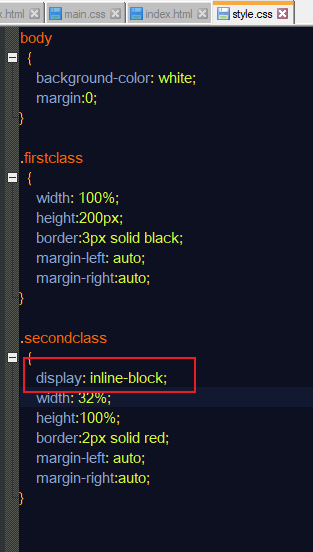 .html main.css index.html style.css
body
{
background-color: white;
margin:0;
}
.firstclass
{
width: 100%;
height:200px;
border:3px solid black;
margin-left: auto;
margin-right:auto;
}
.secondclass
{
display: inline-block;
width: 32%;
height:100%;
border:2px solid red;
margin-left: auto;
margin-right:auto;
}